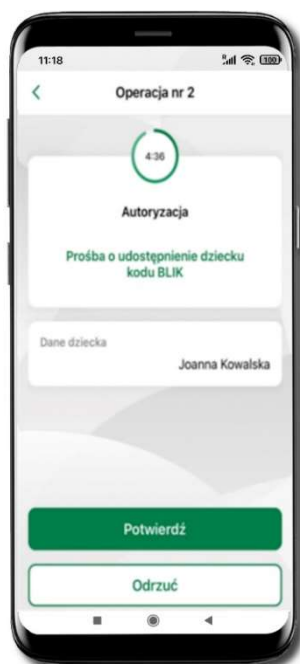 11:18
100
Operacja nr 2
4:36
Autoryzacja
Prośba o udostępnienie dziecku
kodu BLIK
Dane dziecka
Joanna Kowalska
Potwierdź
Odrzuć